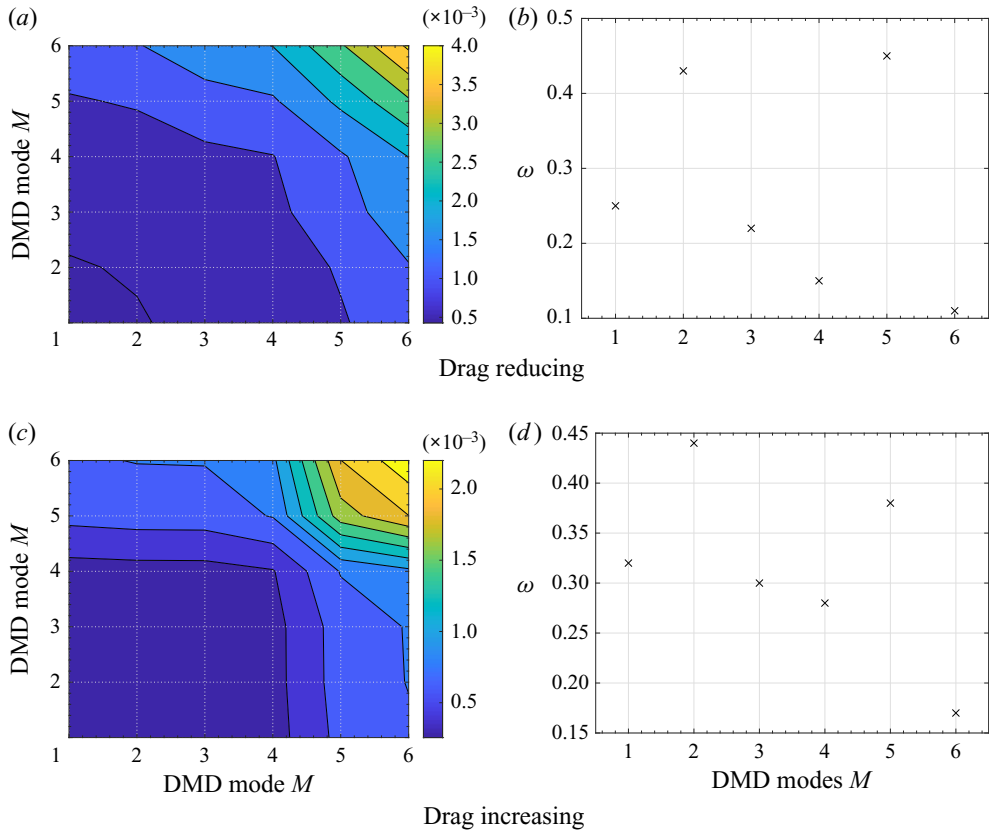 (a)
(×10⁻³)
6
5
4
3
2
1
DMD mode M
1 2 3 4 5 6
4.0
3.5
3.0
2.5
2.0
1.5
1.0
0.5
(b)
0.5
0.4
0.3
0.2
0.1
ω
1 2 3 4 5 6
Drag reducing
(c)
(×10⁻³)
6
5
4
3
2
DMD mode M
1 2 3 4 5 6
DMD mode M
2.0
1.5
1.0
0.5
(d)
0.45
0.40
0.35
0.30
0.25
0.20
0.15
ω
1 2 3 4 5 6
DMD modes M
Drag increasing